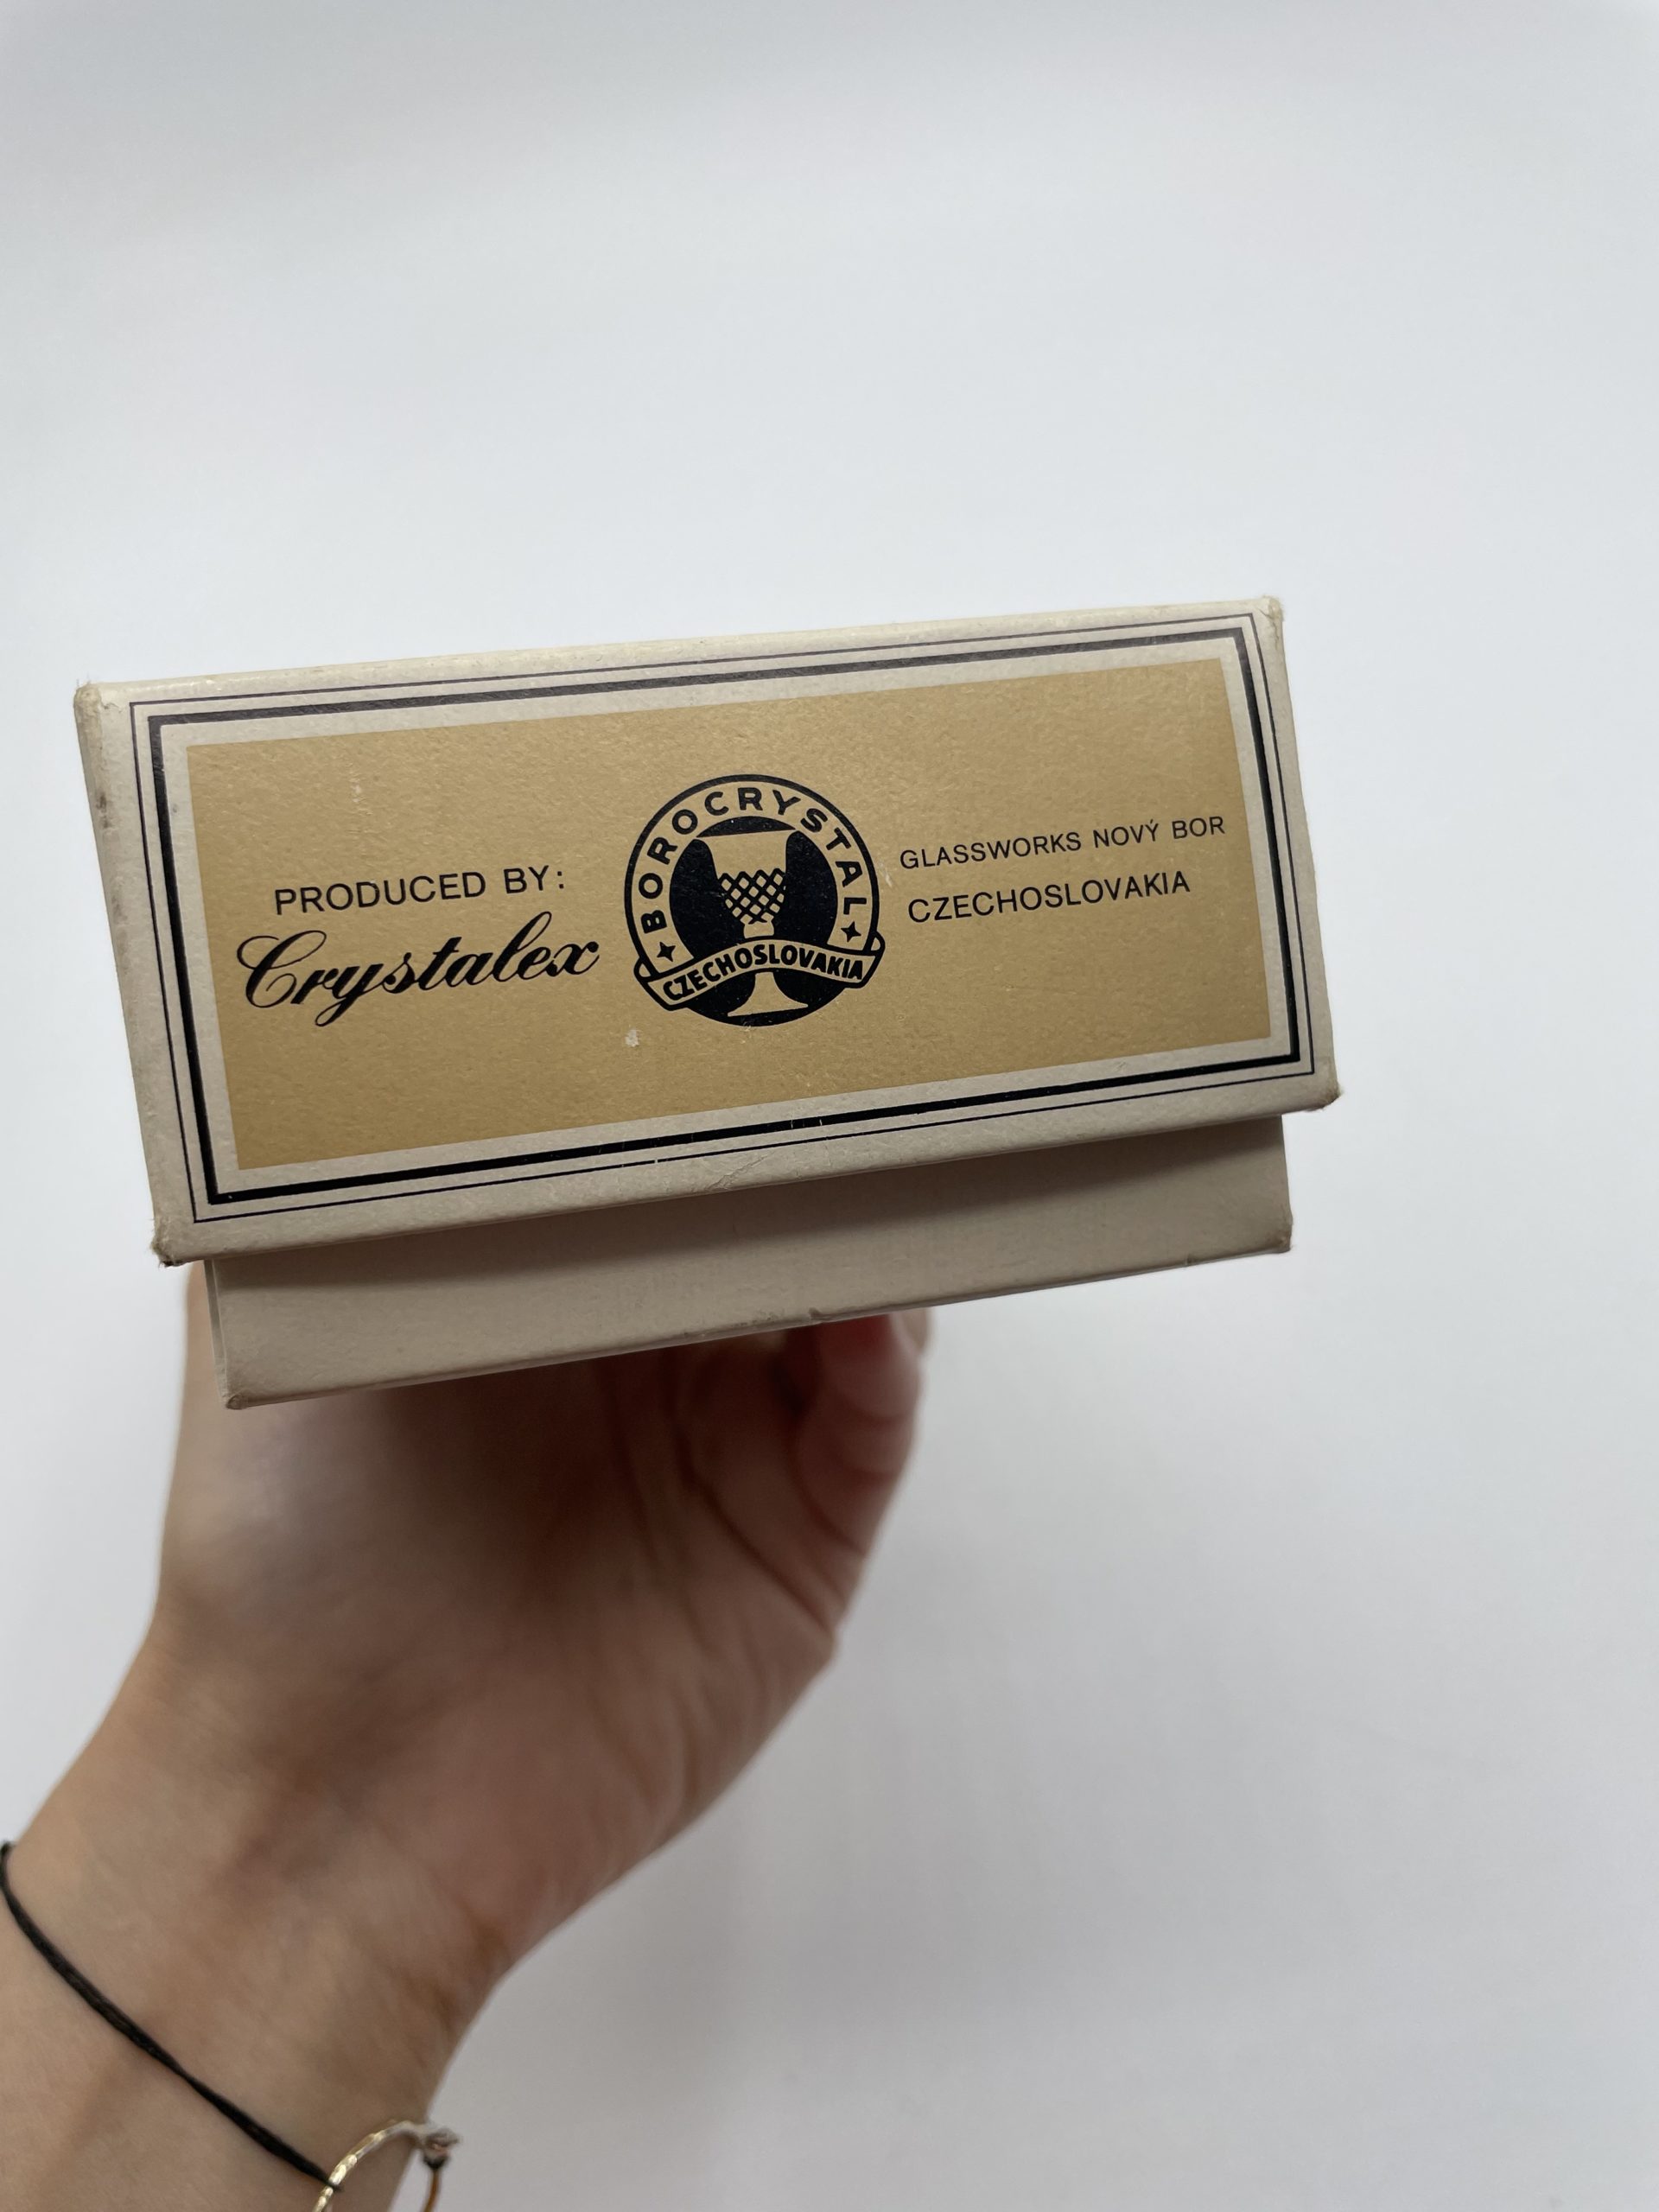 PRODUCED BY:
Crystalex
BOROCRYSTAL
CZECHOSLOVAKIA
GLASSWORKS NOVÝ BOR
CZECHOSLOVAKIA